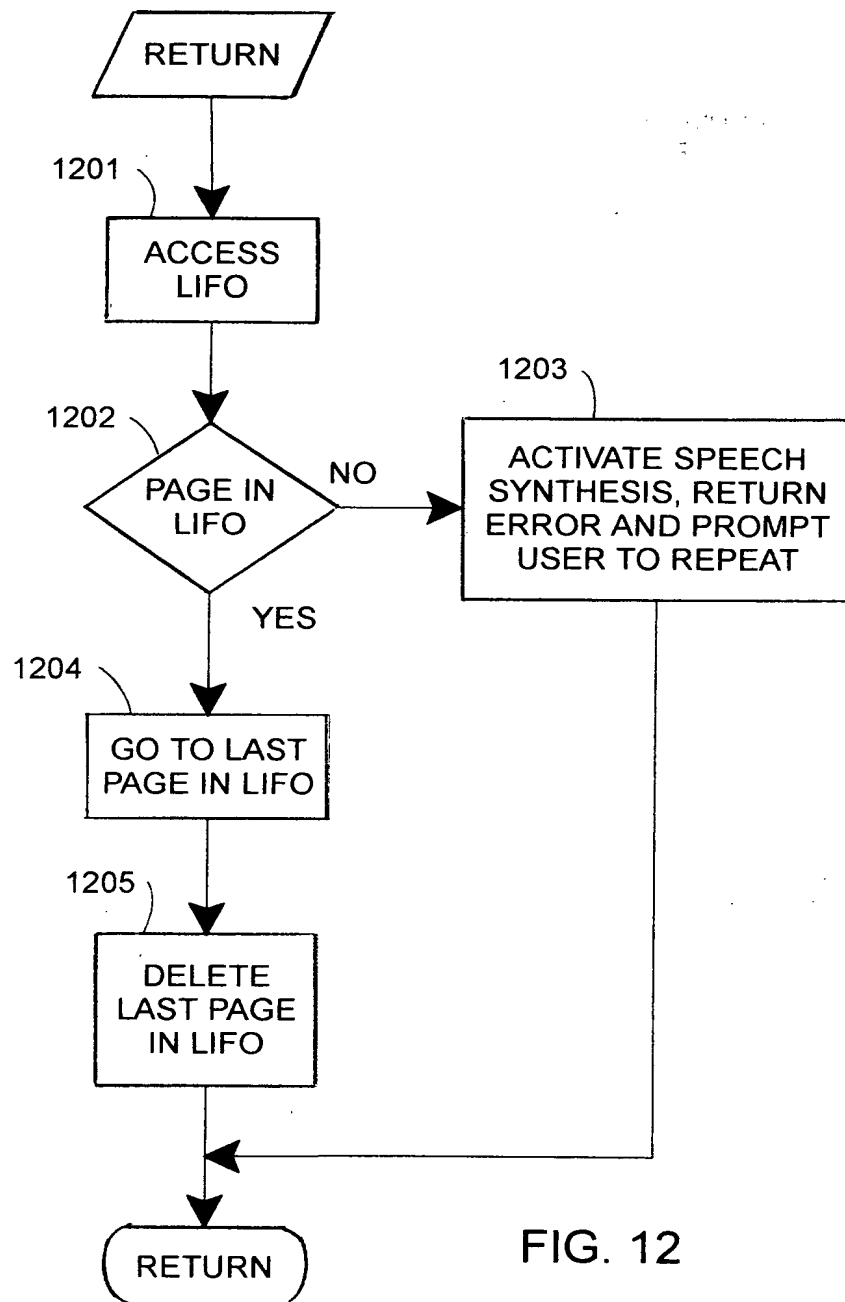 RETURN
1201
ACCESS
LIFO
1202
PAGE IN
LIFO
NO
1203
ACTIVATE SPEECH
SYNTHESIS, RETURN
ERROR AND PROMPT
USER TO REPEAT
YES
1204
GO TO LAST
PAGE IN LIFO
1205
DELETE
LAST PAGE
IN LIFO
RETURN
FIG. 12